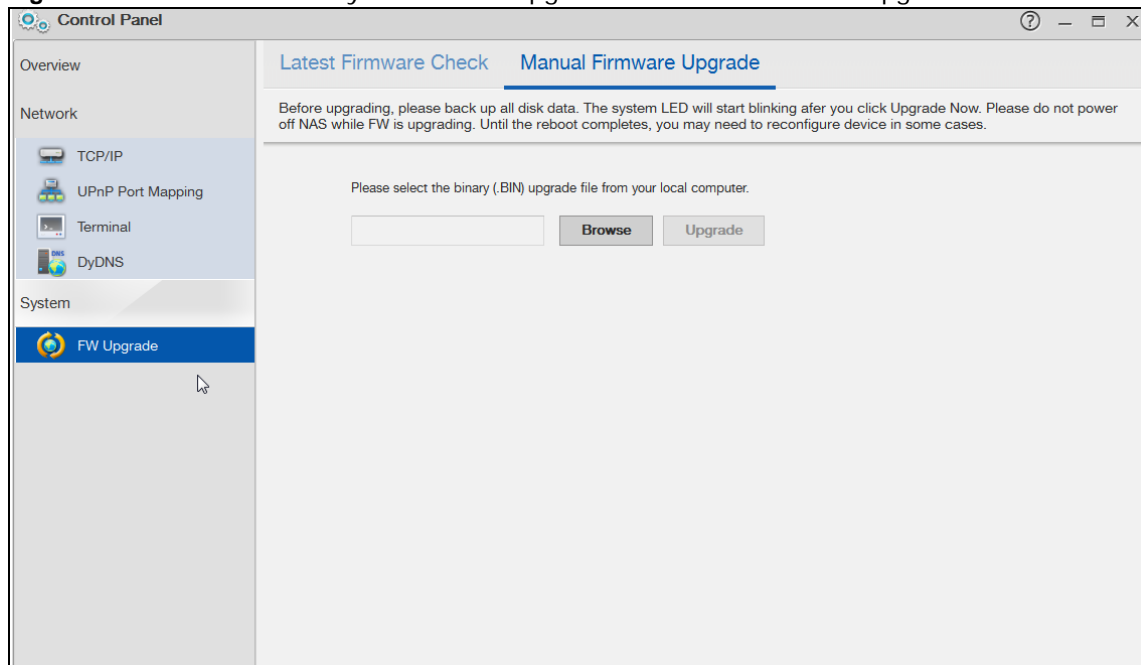 Control Panel
Overview
Network
TCP/IP
UPnP Port Mapping
Terminal
DNS
DyDNS
System
FW Upgrade
Latest Firmware Check Manual Firmware Upgrade
Before upgrading, please back up all disk data. The system LED will start blinking afer you click Upgrade Now. Please do not power
off NAS while FW is upgrading. Until the reboot completes, you may need to reconfigure device in some cases.
Please select the binary (.BIN) upgrade file from your local computer.
Browse Upgrade